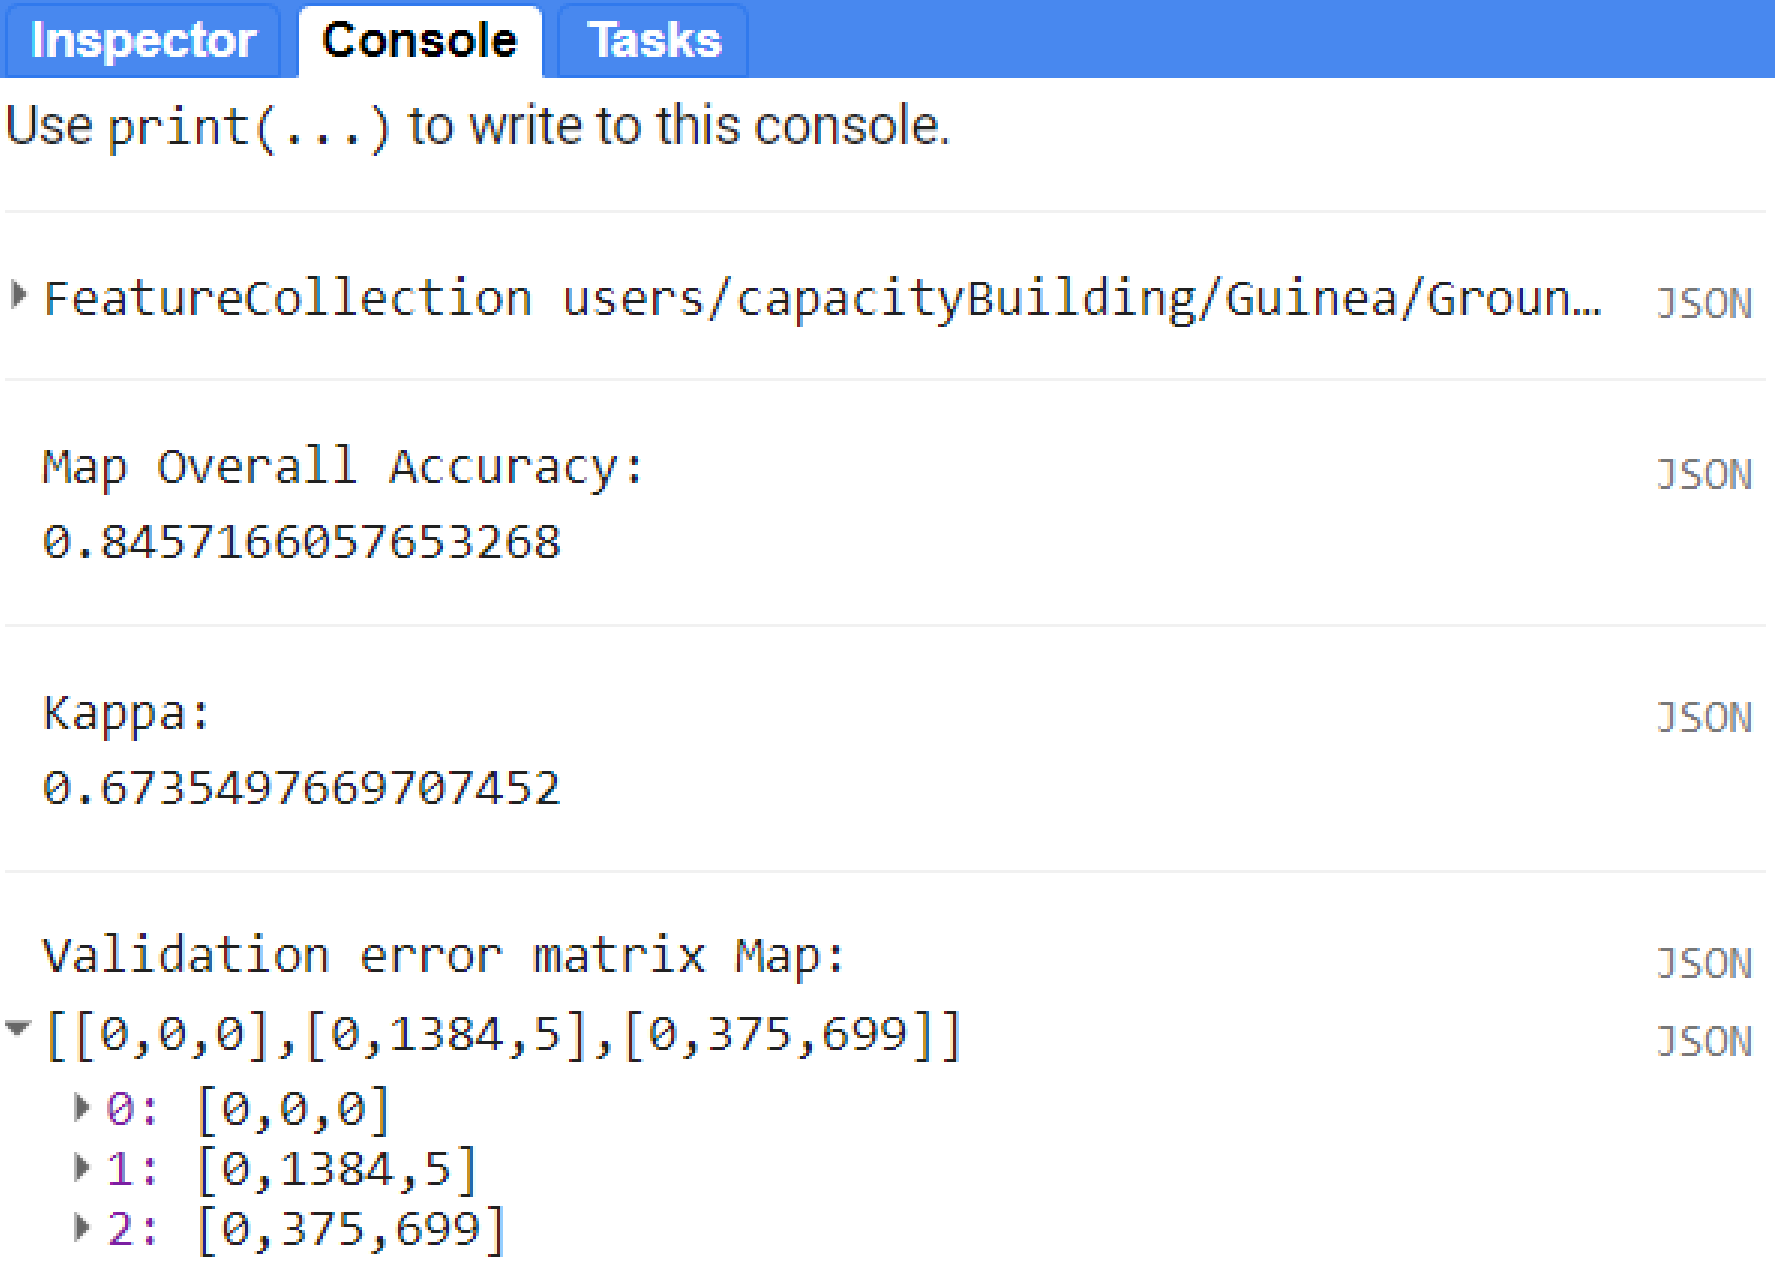 Inspector Console Tasks
Use print(...) to write to this console.
FeatureCollection users/capacityBuilding/Guinea/Groun… JSON
Map Overall Accuracy: JSON
0.8457166057653268
Kappa: JSON
0.6735497669707452
Validation error matrix Map: JSON
[[0,0,0],[0,1384,5],[0,375,699]] JSON
0: [0,0,0]
1: [0,1384,5]
2: [0,375,699]